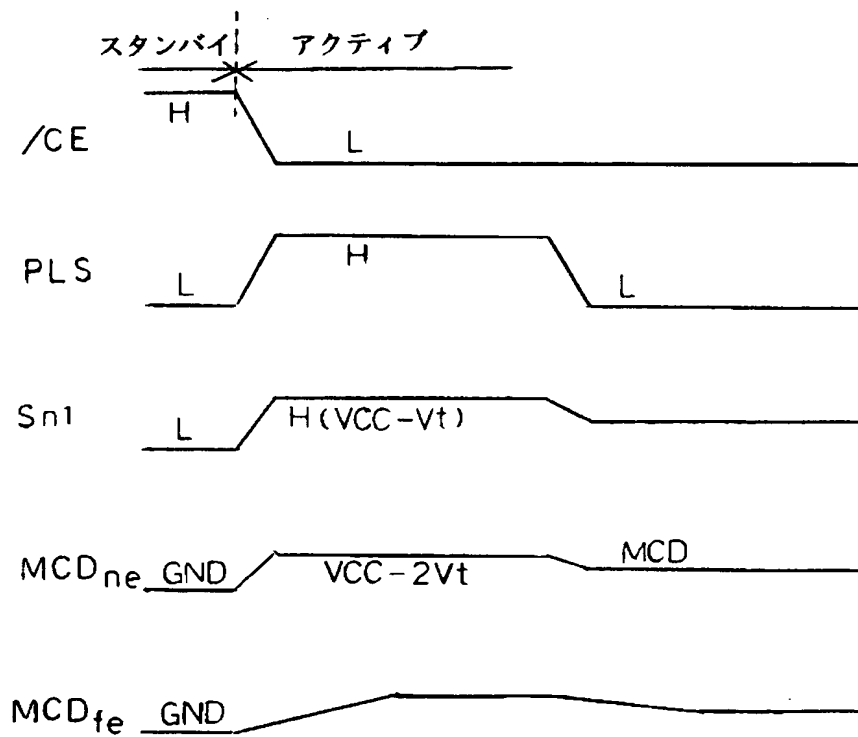 スタンバイ アクティブ
/CE H L
PLS L H L
Sn1 L H(VCC-Vt)
MCDne GND VCC-2Vt MCD
MCDfe GND